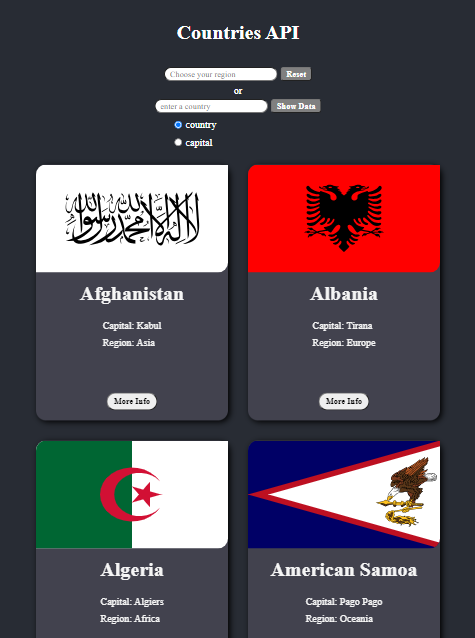 Countries API
Choose your region
Reset
or
enter a country
Show Data
country
capital
لا إله إلا الله محمد رسول الله
Afghanistan
Capital: Kabul
Region: Asia
More Info
Albania
Capital: Tirana
Region: Europe
More Info
Algeria
Capital: Algiers
Region: Africa
American Samoa
Capital: Pago Pago
Region: Oceania